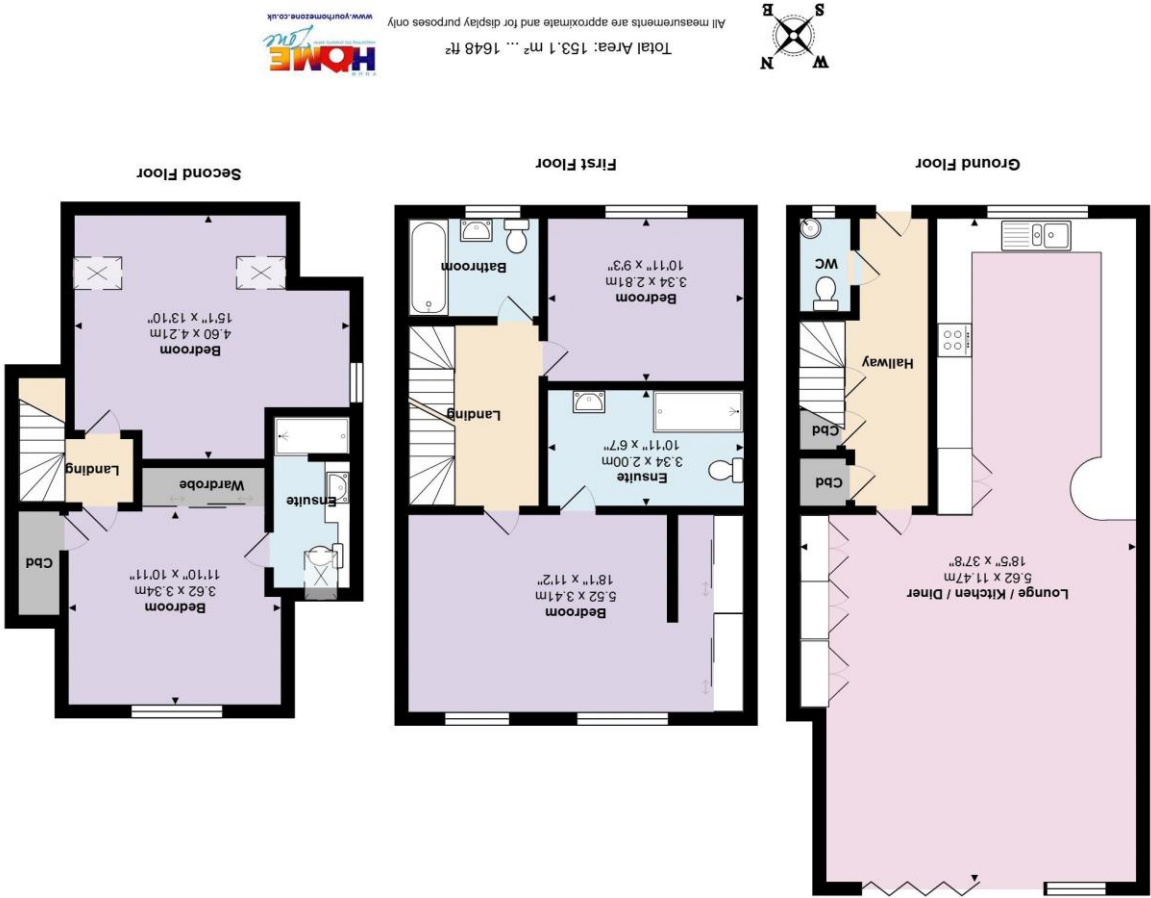 Lounge / Kitchen / Diner
5.62 x 11.47m
18'5" x 37'8"
Cbd
Cbd
Hallway
WC
Ground Floor
Bedroom
5.52 x 3.41m
18'1" x 11'2"
Ensuite
3.34 x 2.00m
10'11" x 6'7"
Landing
Bedroom
3.34 x 2.81m
10'11" x 9'3"
Bathroom
First Floor
Bedroom
3.62 x 3.34m
11'10" x 10'11"
Cbd
Ensuite
Wardrobe
Landing
Bedroom
4.60 x 4.21m
15'1" x 13'10"
Second Floor
N
W
E
S
Total Area: 153.1 m² ... 1648 ft²
All measurements are approximate and for display purposes only
YOUR
HOME
Zone
www.yourhomezone.co.uk